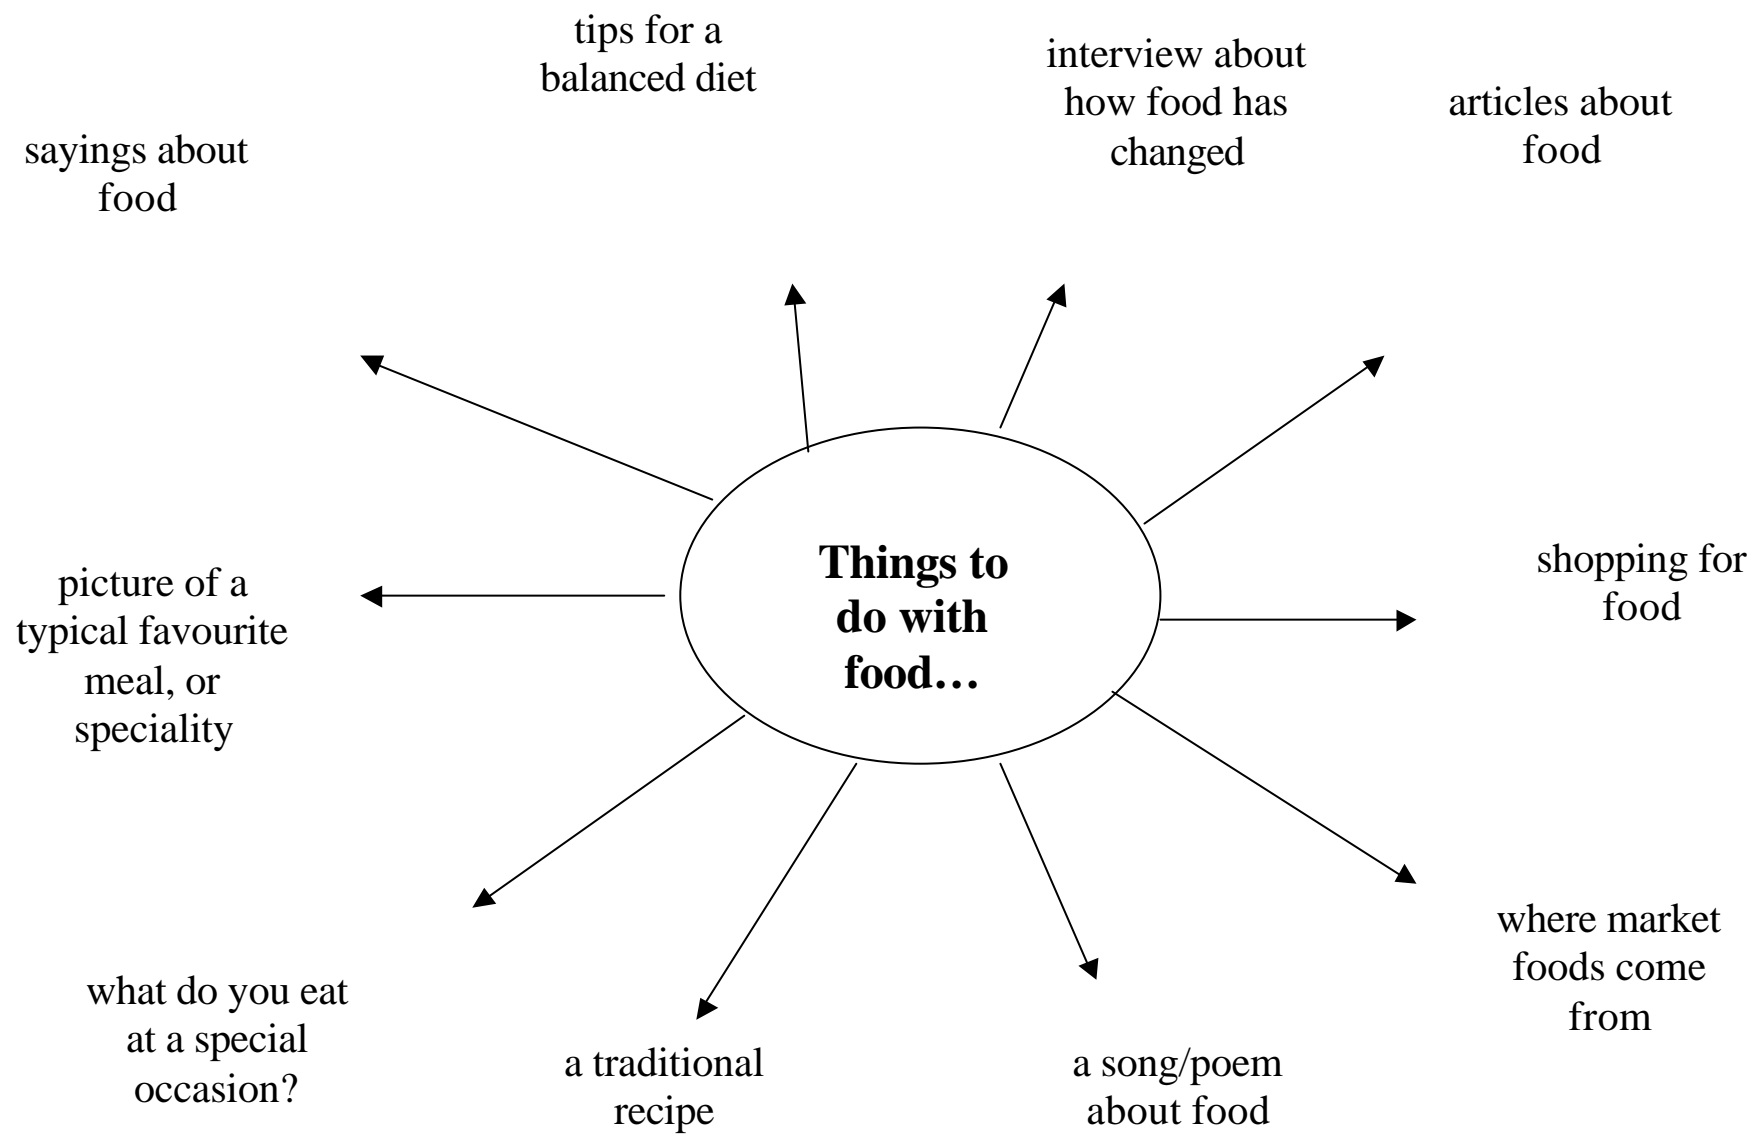 tips for a
balanced diet
interview about
how food has
changed
articles about
food
sayings about
food
Things to
do with
food…
shopping for
food
picture of a
typical favourite
meal, or
speciality
where market
foods come
from
what do you eat
at a special
occasion?
a traditional
recipe
a song/poem
about food